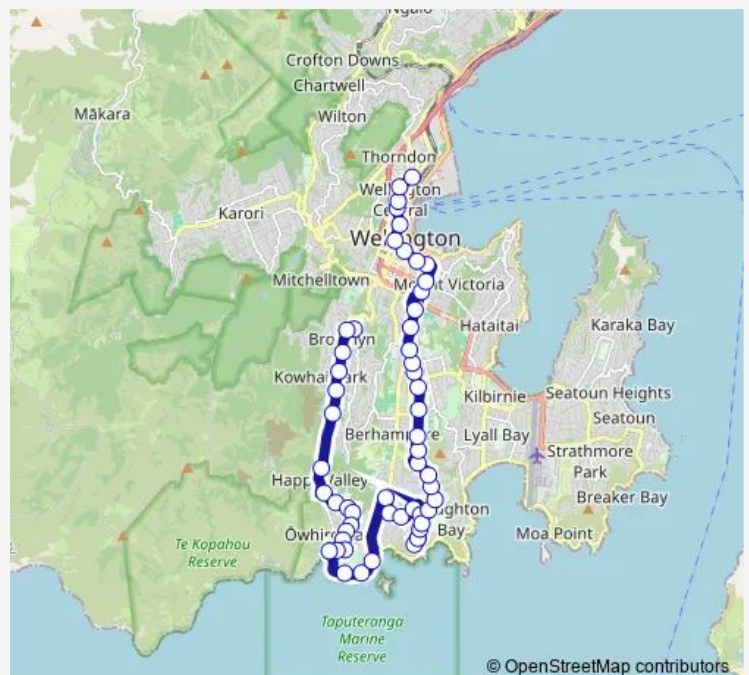 Ngaio
Crofton Downs
Chartwell
Wilton
Mākara
Thorndon
Wellington
Central
Karori
Wellington
Mitchelltown
Mount Victoria
Hataitai
Karaka Bay
Brooklyn
Kowhai Park
Kilbirnie
Seatoun Heights
Seatoun
Berhampore
Lyall Bay
Strathmore
Park
Happy Valley
Breaker Bay
Houghton
Bay
Moa Point
Ōwhiro
Te Kopahou
Reserve
Taputeranga
Marine
Reserve
© OpenStreetMap contributors